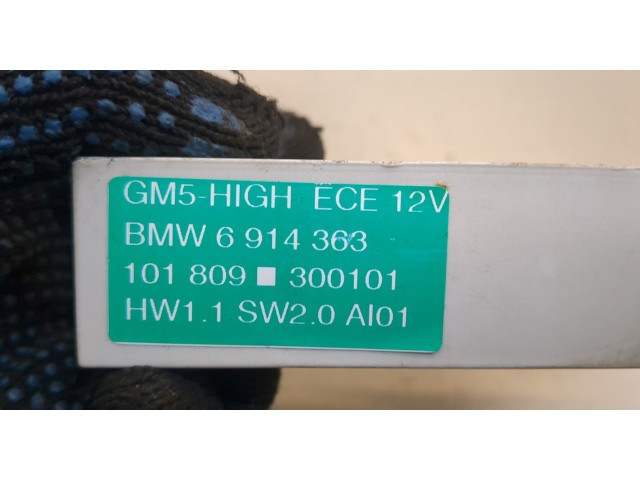 GM5-HIGH ECE 12V
BMW 6 914 363
101 809 ■ 300101
HW1.1 SW2.0 AI01